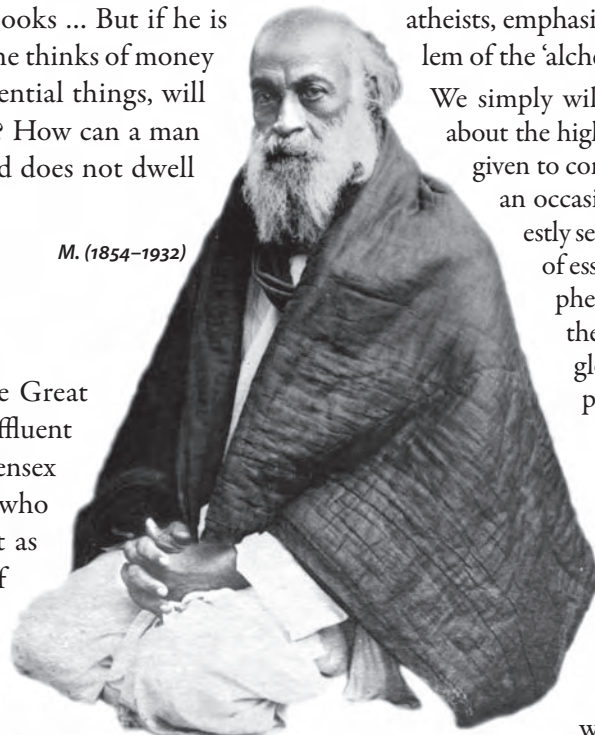 ooks ... But if he is
he thinks of money
ential things, will
? How can a man
d does not dwell
M. (1854–1932)
e Great
ffluent
ensex
who
t as
f
atheists, emphasi
lem of the ‘alche
We simply wil
about the high
given to cor
an occasi
estly se
of ess
phe
the
gl
p
w